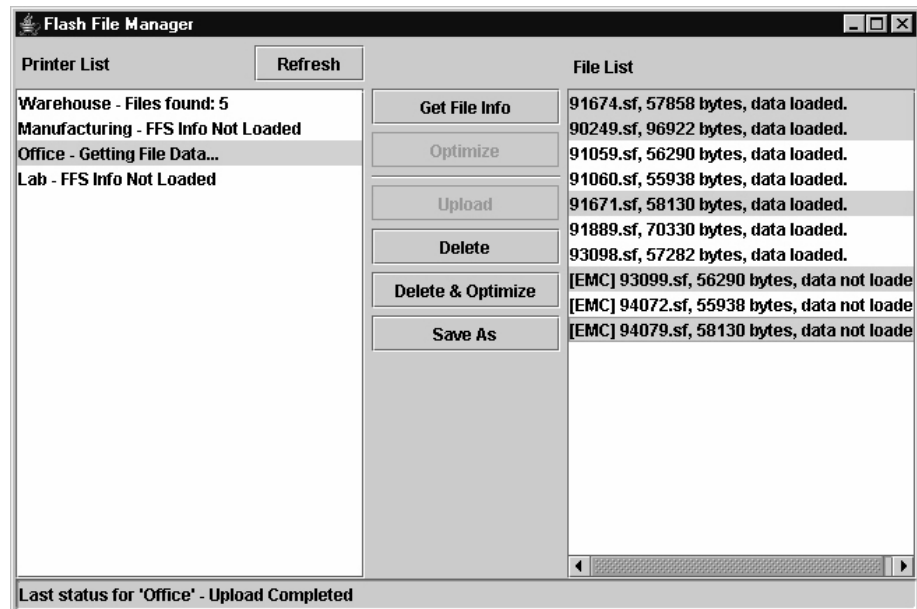 Flash File Manager
Printer List
Refresh
File List
Warehouse - Files found: 5
Manufacturing - FFS Info Not Loaded
Office - Getting File Data...
Lab - FFS Info Not Loaded
Get File Info
Optimize
Upload
Delete
Delete & Optimize
Save As
91674.sf, 57858 bytes, data loaded.
90249.sf, 96922 bytes, data loaded.
91059.sf, 56290 bytes, data loaded.
91060.sf, 55938 bytes, data loaded.
91671.sf, 58130 bytes, data loaded.
91889.sf, 70330 bytes, data loaded.
93098.sf, 57282 bytes, data loaded.
[EMC] 93099.sf, 56290 bytes, data not loade
[EMC] 94072.sf, 55938 bytes, data not loade
[EMC] 94079.sf, 58130 bytes, data not loade
Last status for 'Office' - Upload Completed